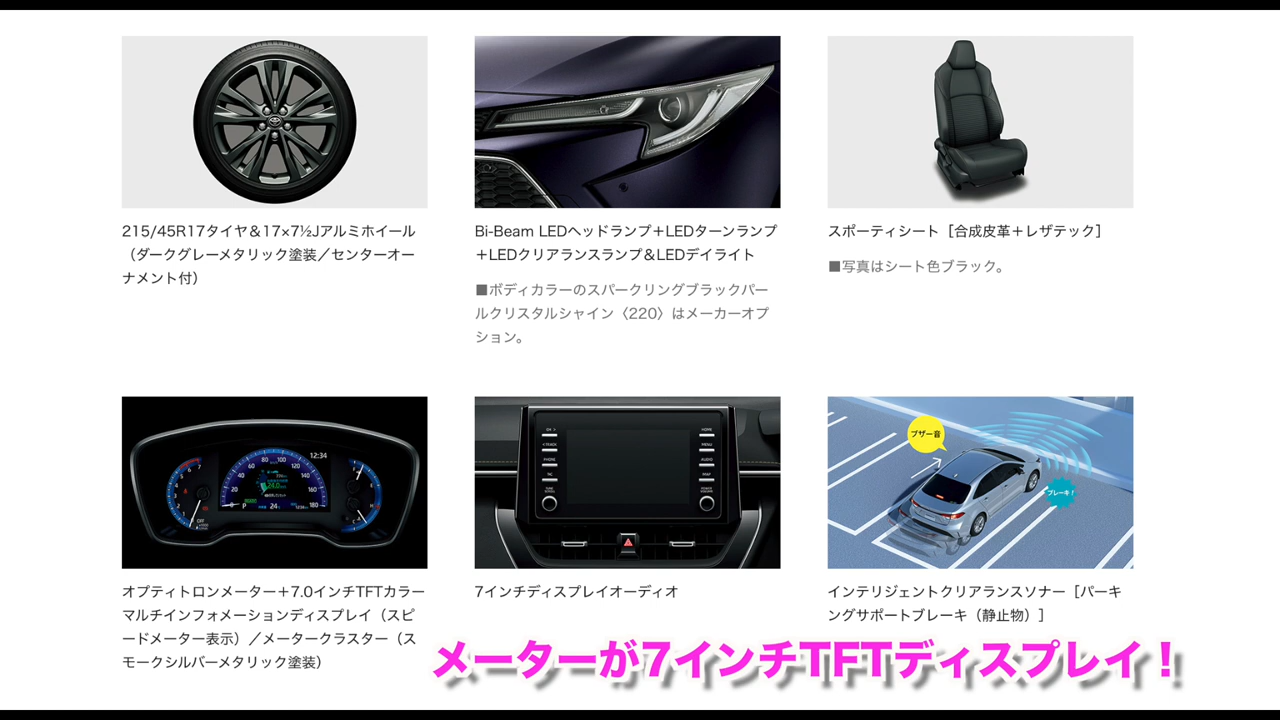 215/45R17タイヤ&17×7½Jアルミホイール
（ダークグレーメタリック塗装／センターオー
ナメント付）
Bi-Beam LEDヘッドランプ＋LEDターンランプ
＋LEDクリアランスランプ&LEDデイライト
■ボディカラーのスパークリングブラックパー
ルクリスタルシャイン〈220〉はメーカーオプ
ション。
スポーティシート［合成皮革＋レザテック］
■写真はシート色ブラック。
12:34
ブザー音
ブレーキ！
オプティトロンメーター＋7.0インチTFTカラー
マルチインフォメーションディスプレイ（スピ
ードメーター表示）／メータークラスター（ス
モークシルバーメタリック塗装）
7インチディスプレイオーディオ
インテリジェントクリアランスソナー［パーキ
ングサポートブレーキ（静止物）］
メーターが7インチTFTディスプレイ！